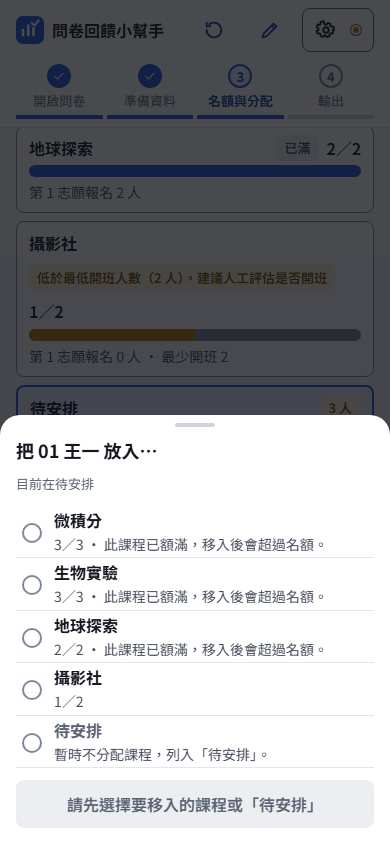 問卷回饋小幫手
開啟問卷
準備資料
3
名額與分配
4
輸出
地球探索
已滿
2／2
第 1 志願報名 2 人
攝影社
低於最低開班人數（2 人），建議人工評估是否開班
1／2
第 1 志願報名 0 人 · 最少開班 2
待安排
3 人
把 01 王一 放入⋯
目前在待安排
微積分
3／3 · 此課程已額滿，移入後會超過名額。
生物實驗
3／3 · 此課程已額滿，移入後會超過名額。
地球探索
2／2 · 此課程已額滿，移入後會超過名額。
攝影社
1／2
待安排
暫時不分配課程，列入「待安排」。
請先選擇要移入的課程或「待安排」